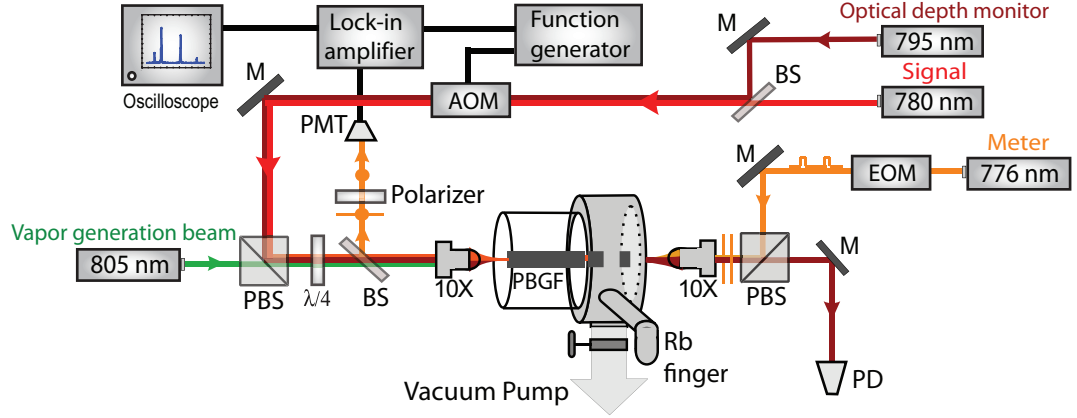 Lock-in
amplifier
Function
generator
M
Optical depth monitor
795 nm
Oscilloscope
M
AOM
BS
Signal
780 nm
PMT
Polarizer
M
EOM
Meter
776 nm
Vapor generation beam
805 nm
PBS
λ/4
BS
10X
PBGF
10X
PBS
M
Rb
finger
Vacuum Pump
PD